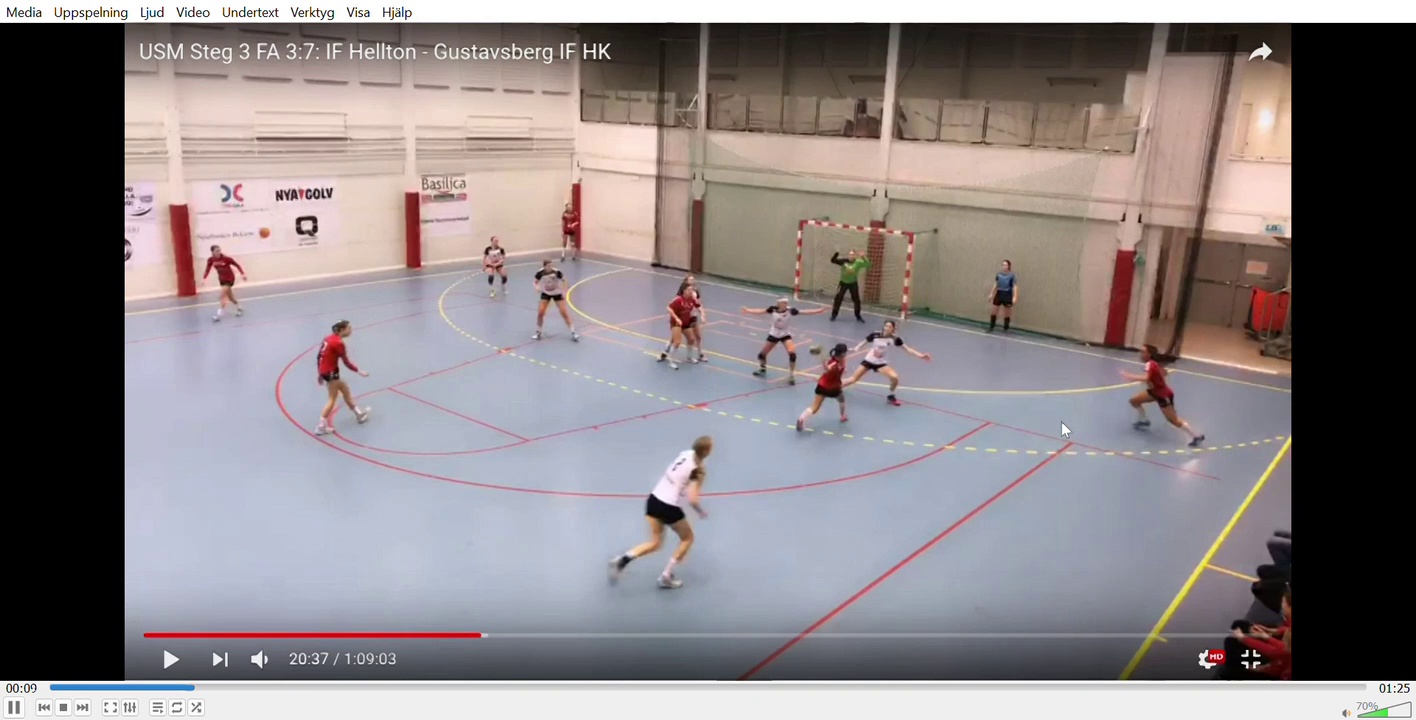 Media Uppspelning Ljud Video Undertext Verktyg Visa Hjälp
USM Steg 3 FA 3:7: IF Hellton - Gustavsberg IF HK
NYA GOLV
Basilica
20:37 / 1:09:03
HD
00:09
01:25
70%